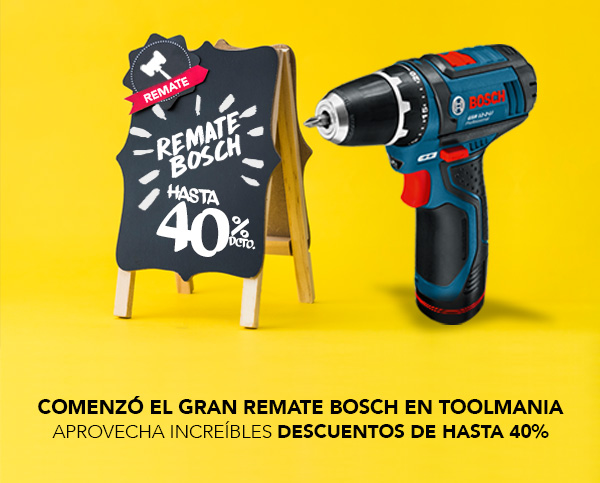 REMATE
REMATE
BOSCH
HASTA
40%
DCTO.
BOSCH
Professional
COMENZÓ EL GRAN REMATE BOSCH EN TOOLMANIA
APROVECHA INCREÍBLES DESCUENTOS DE HASTA 40%